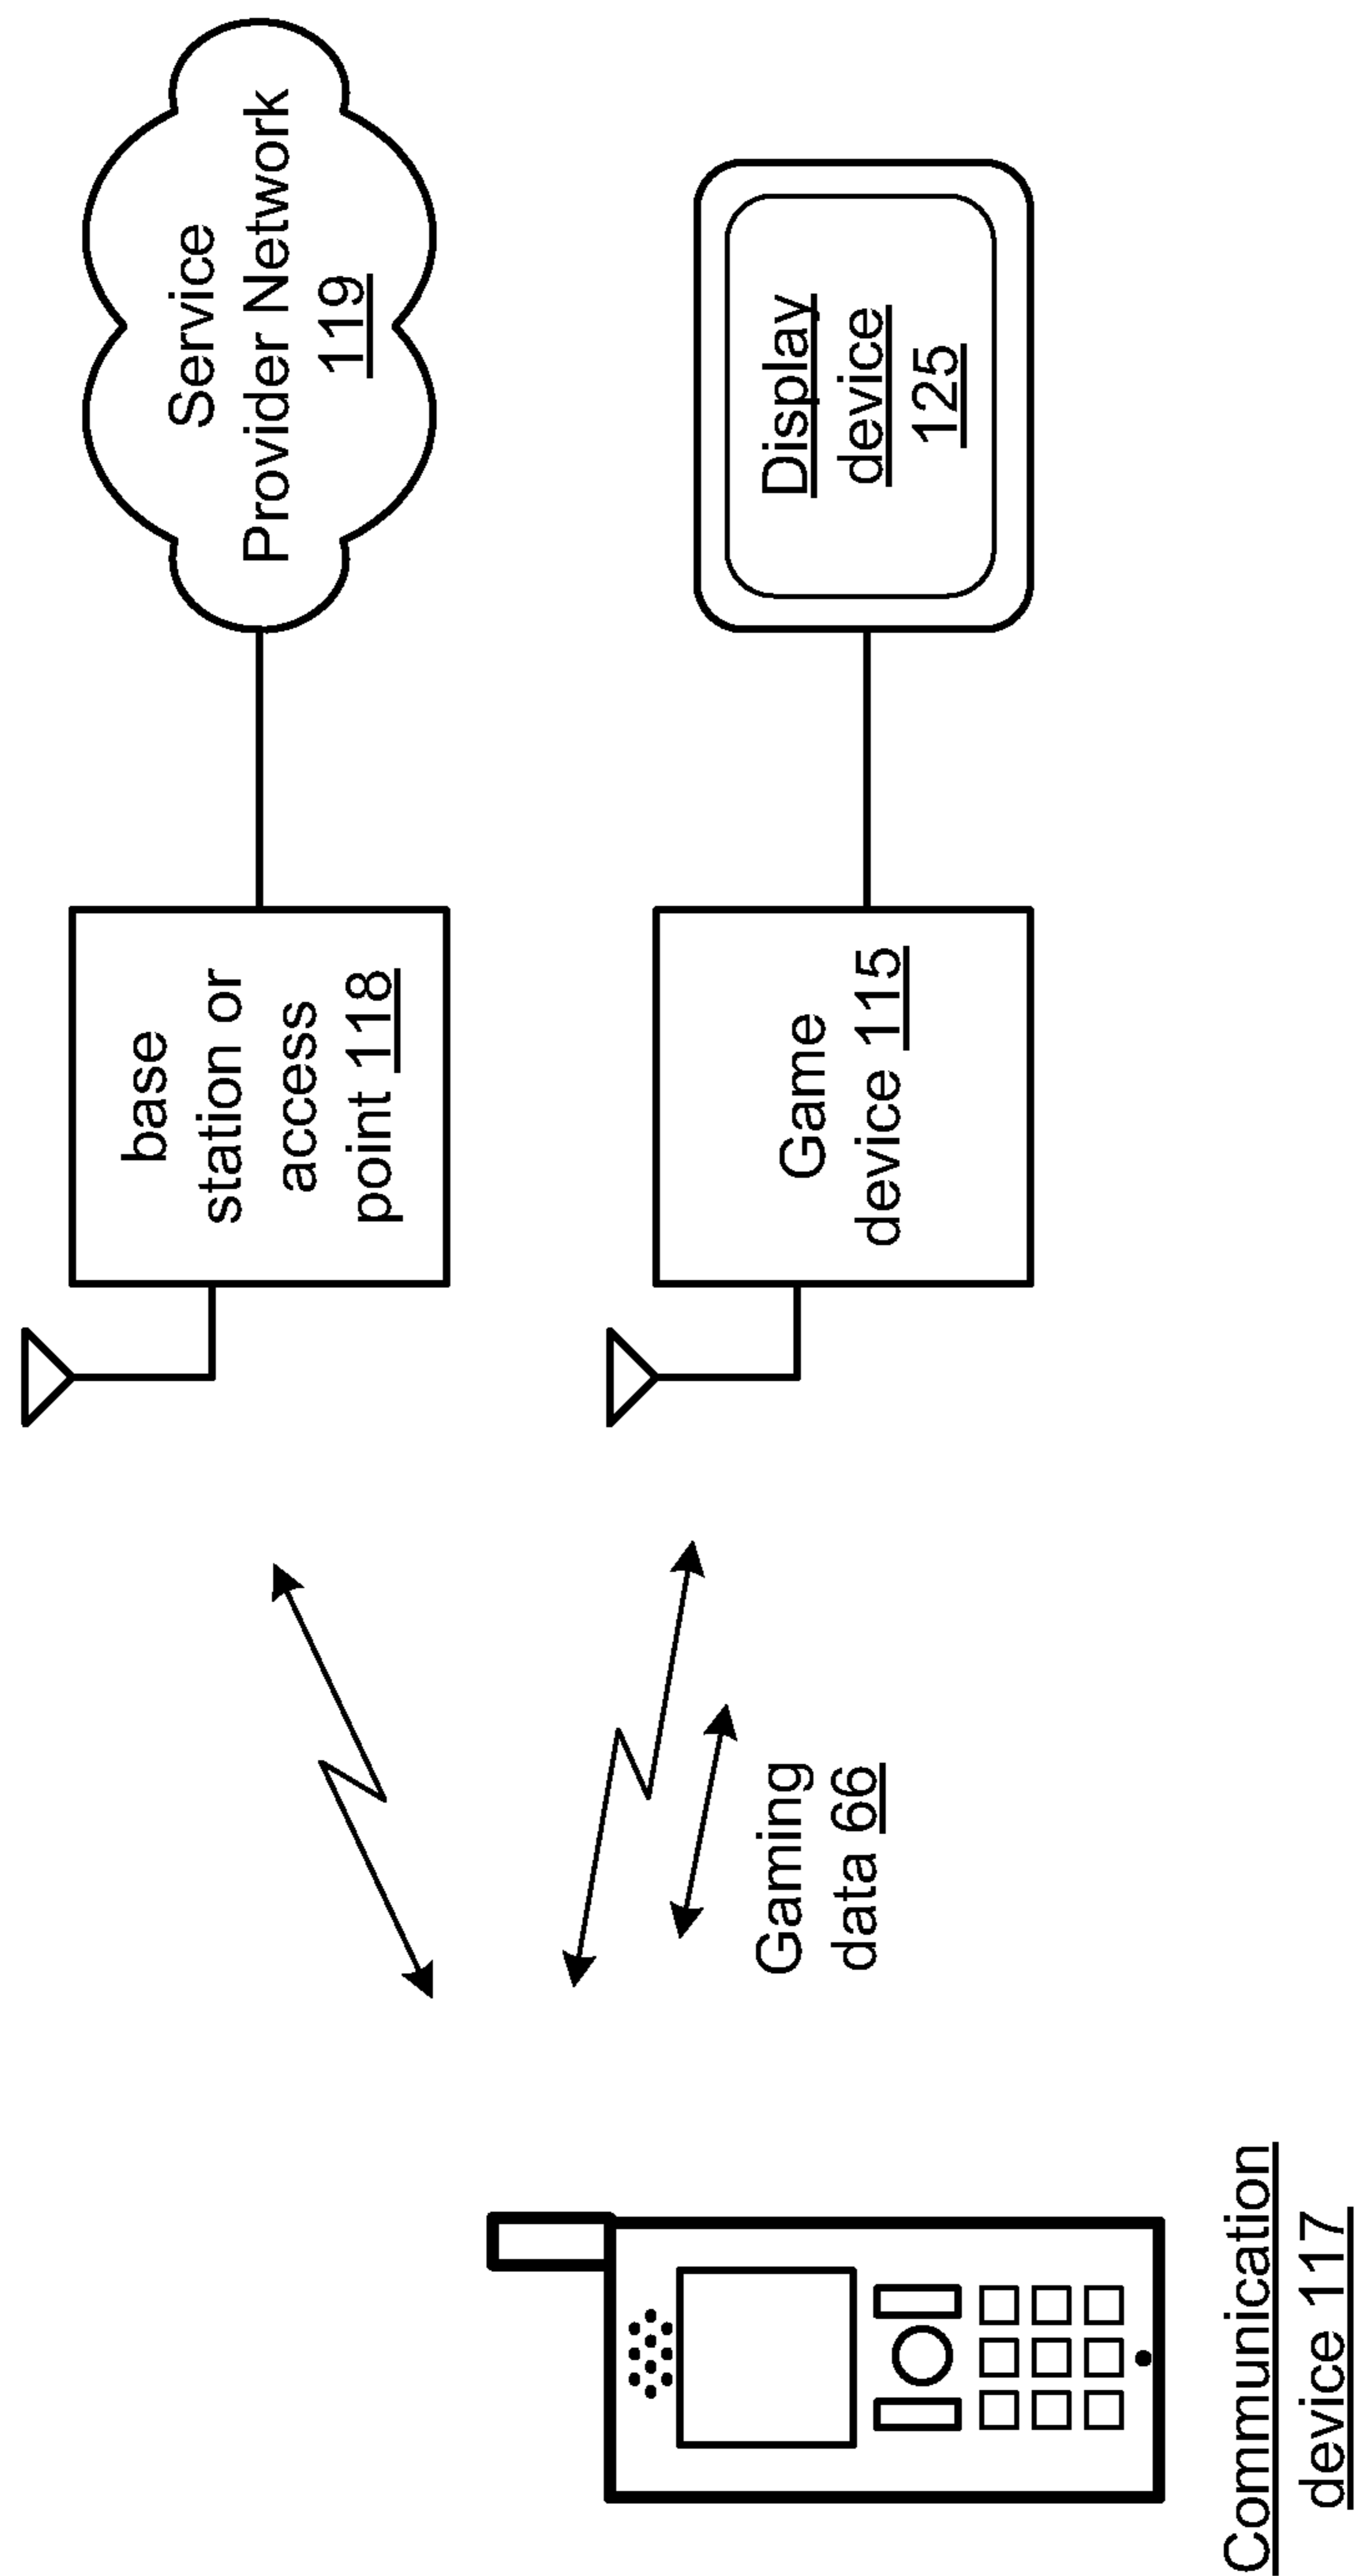 Service
Provider Network
119
base
station or
access
point 118
Display
device
125
Game
device 115
Gaming
data 66
Communication
device 117